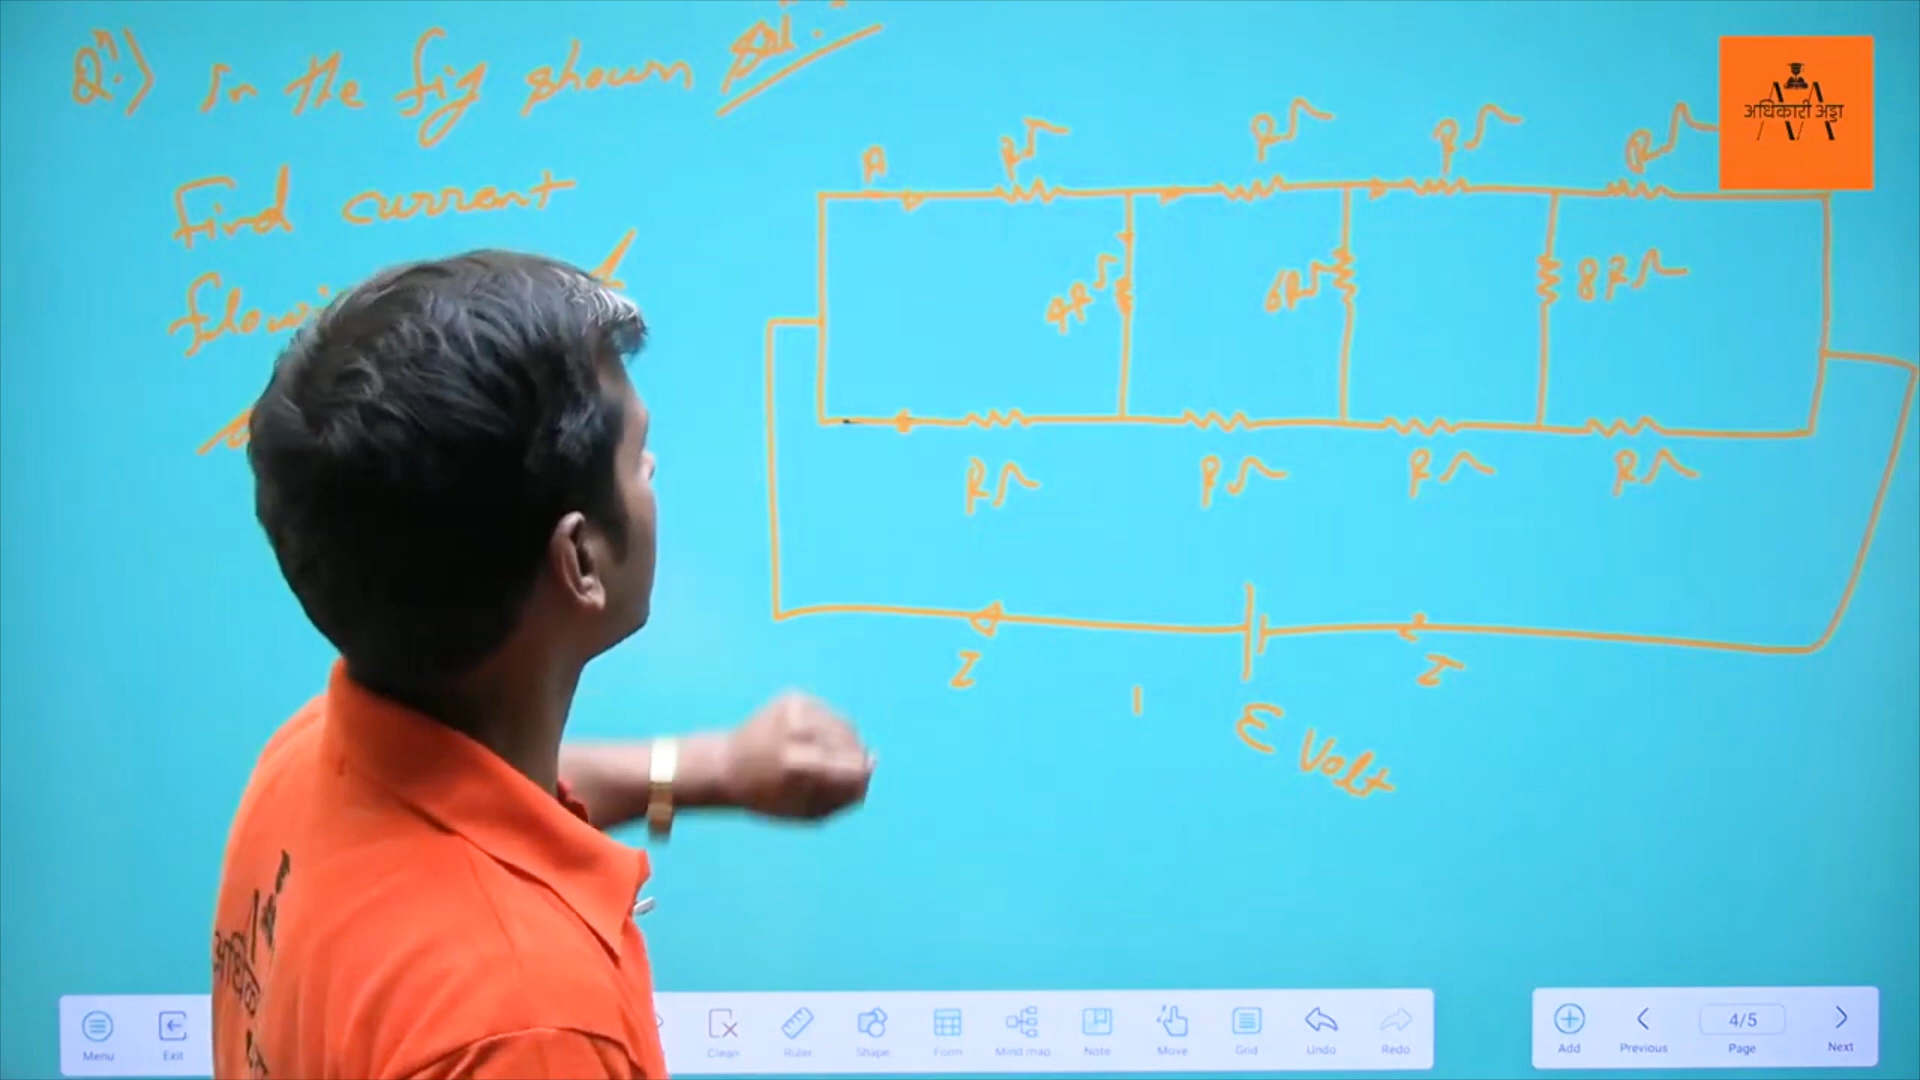 Qn.) in the fig shown
sol.
find current
अधिकारी अड्डा
A
RΩ
RΩ
RΩ
RΩ
4RΩ
6RΩ
8RΩ
RΩ
RΩ
RΩ
RΩ
I
I
I
ε Volt
Menu
Exit
Clean
Ruler
Shape
Form
Mind map
Note
Move
Grid
Undo
Redo
Add
Previous
4/5
Page
Next